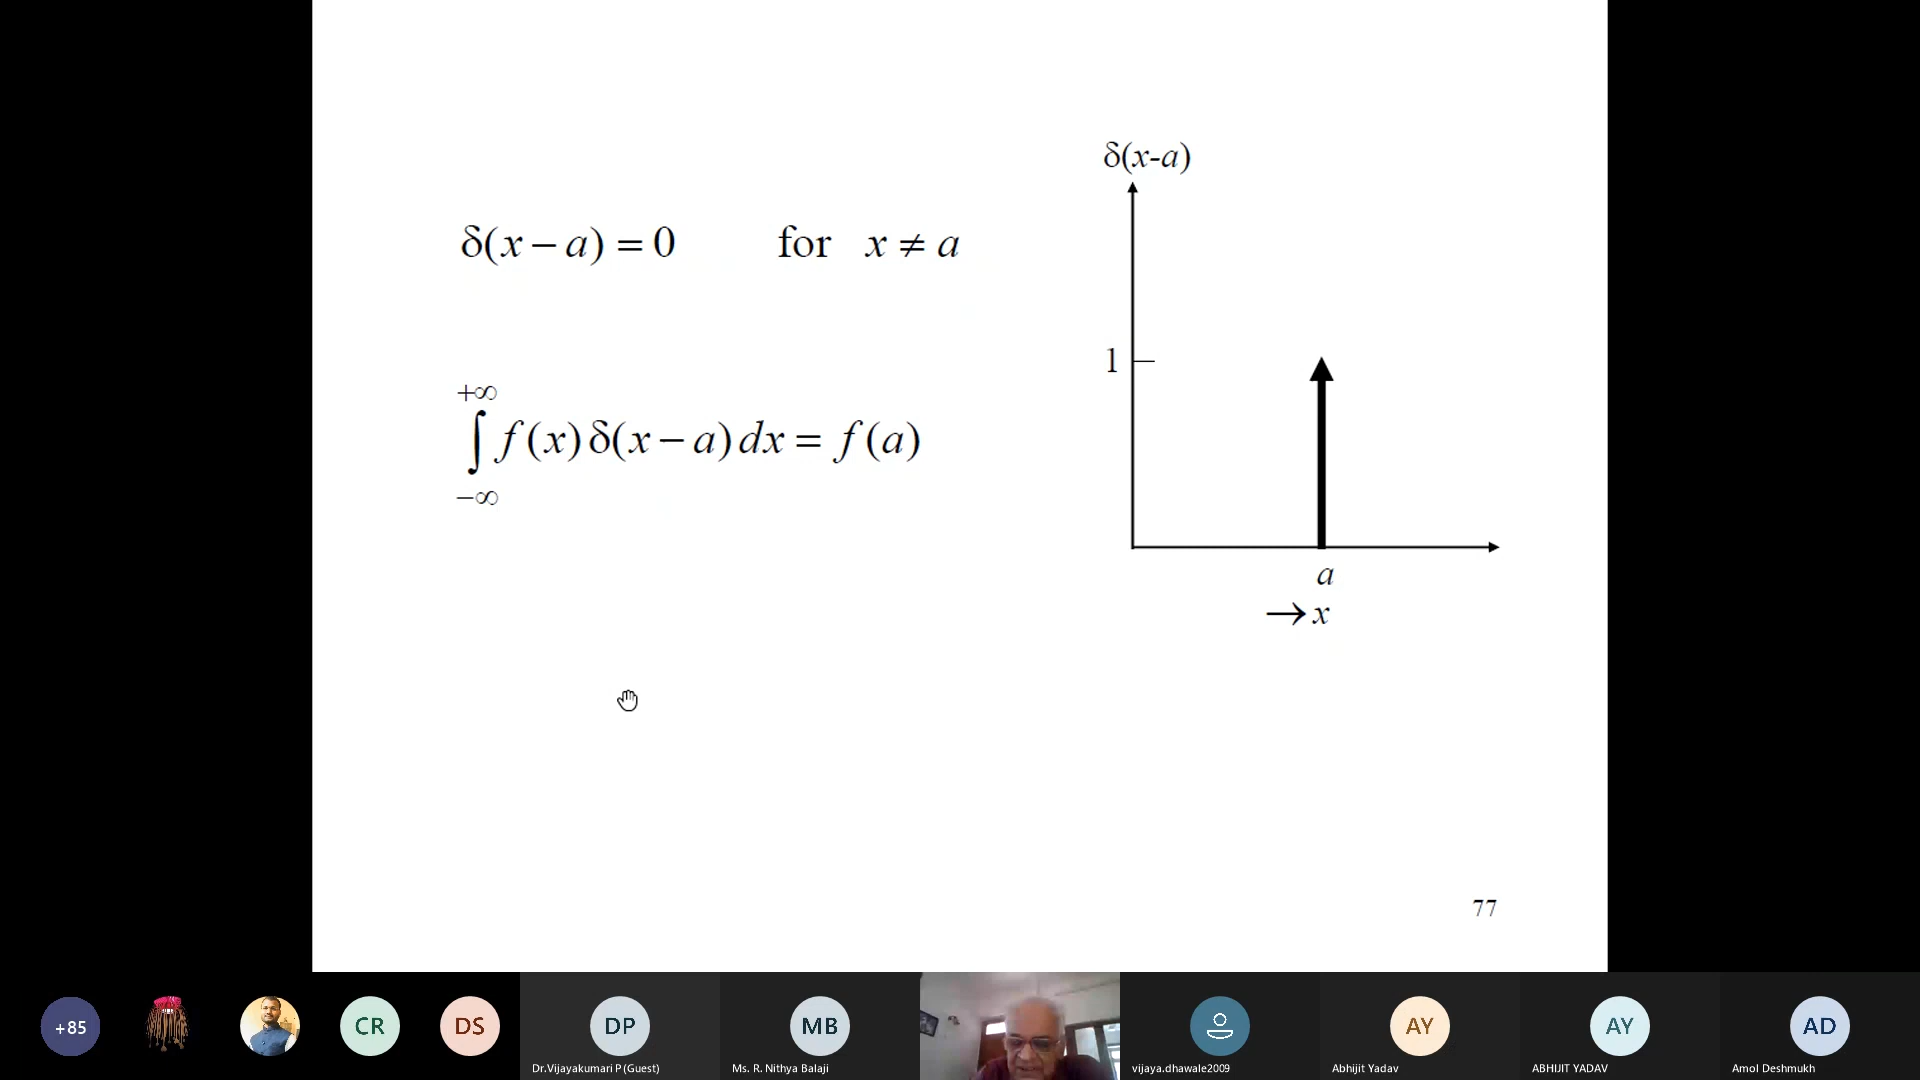 δ(x-a)
δ(x − a) = 0 for x ≠ a
1
+∞
∫ f(x) δ(x − a) dx = f(a)
−∞
a
→ x
77
+85
CR
DS
DP
MB
AY
AY
AD
Dr.Vijayakumari P (Guest)
Ms. R. Nithya Balaji
vijaya.dhawale2009
Abhijit Yadav
ABHIJIT YADAV
Amol Deshmukh